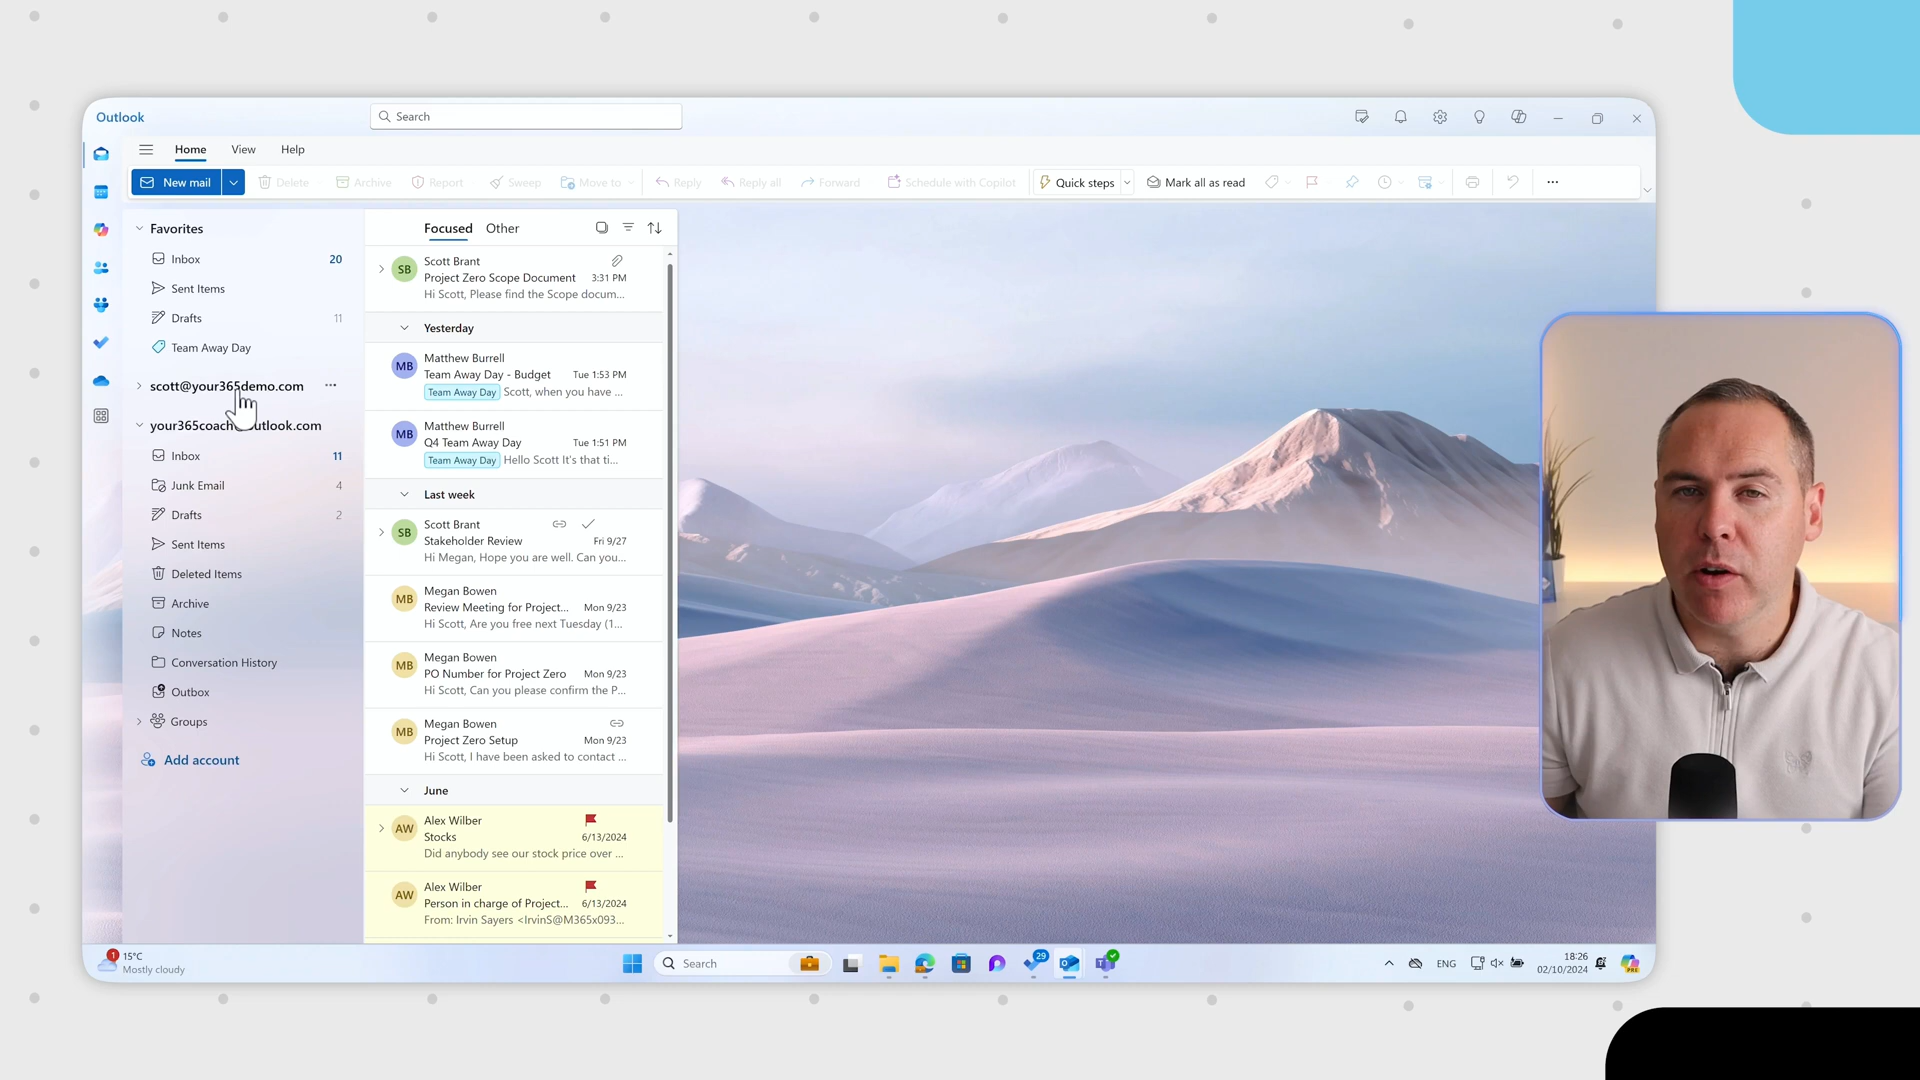 Outlook
Search
Home View Help
New mail Delete Archive Report Sweep Move to Reply Reply all Forward Schedule with Copilot Quick steps Mark all as read
Favorites
Inbox 20
Sent Items
Drafts 11
Team Away Day
scott@your365demo.com
your365coach outlook.com
Inbox 11
Junk Email 4
Drafts 2
Sent Items
Deleted Items
Archive
Notes
Conversation History
Outbox
Groups
Add account
Focused Other
SB
Scott Brant
Project Zero Scope Document 3:31 PM
Hi Scott, Please find the Scope docum...
Yesterday
MB
Matthew Burrell
Team Away Day - Budget Tue 1:53 PM
Team Away Day Scott, when you have ...
MB
Matthew Burrell
Q4 Team Away Day Tue 1:51 PM
Team Away Day Hello Scott It's that ti...
Last week
SB
Scott Brant
Stakeholder Review Fri 9/27
Hi Megan, Hope you are well. Can you...
MB
Megan Bowen
Review Meeting for Project... Mon 9/23
Hi Scott, Are you free next Tuesday (1...
MB
Megan Bowen
PO Number for Project Zero Mon 9/23
Hi Scott, Can you please confirm the P...
MB
Megan Bowen
Project Zero Setup Mon 9/23
Hi Scott, I have been asked to contact ...
June
AW
Alex Wilber
Stocks 6/13/2024
Did anybody see our stock price over ...
AW
Alex Wilber
Person in charge of Project... 6/13/2024
From: Irvin Sayers <IrvinS@M365x093...
1
15°C
Mostly cloudy
Search
29
ENG
18:26
02/10/2024
PRE